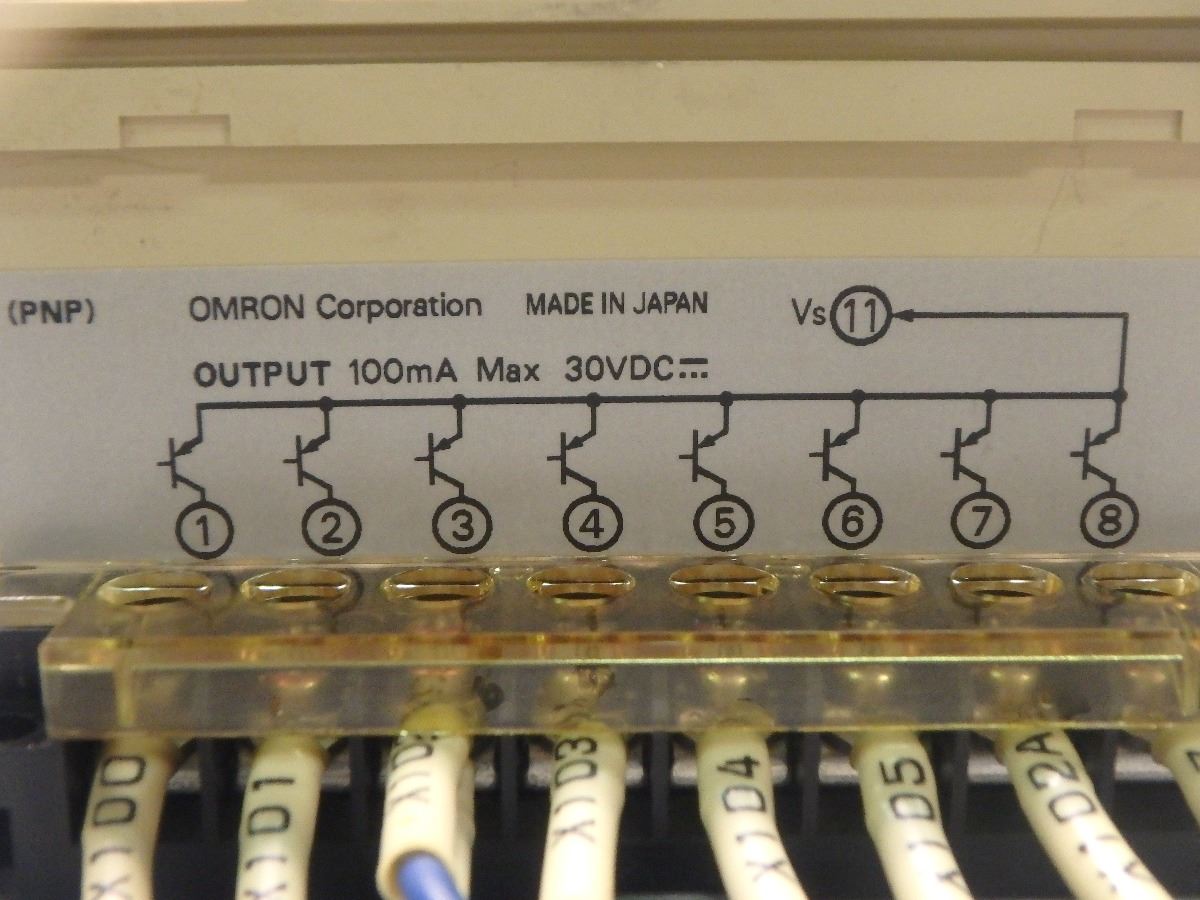 (PNP) OMRON Corporation MADE IN JAPAN Vs 11
OUTPUT 100mA Max 30VDC⎓
1 2 3 4 5 6 7 8
X1D0 X1D1 X1D3 X1D4 X1D5 X1D2A